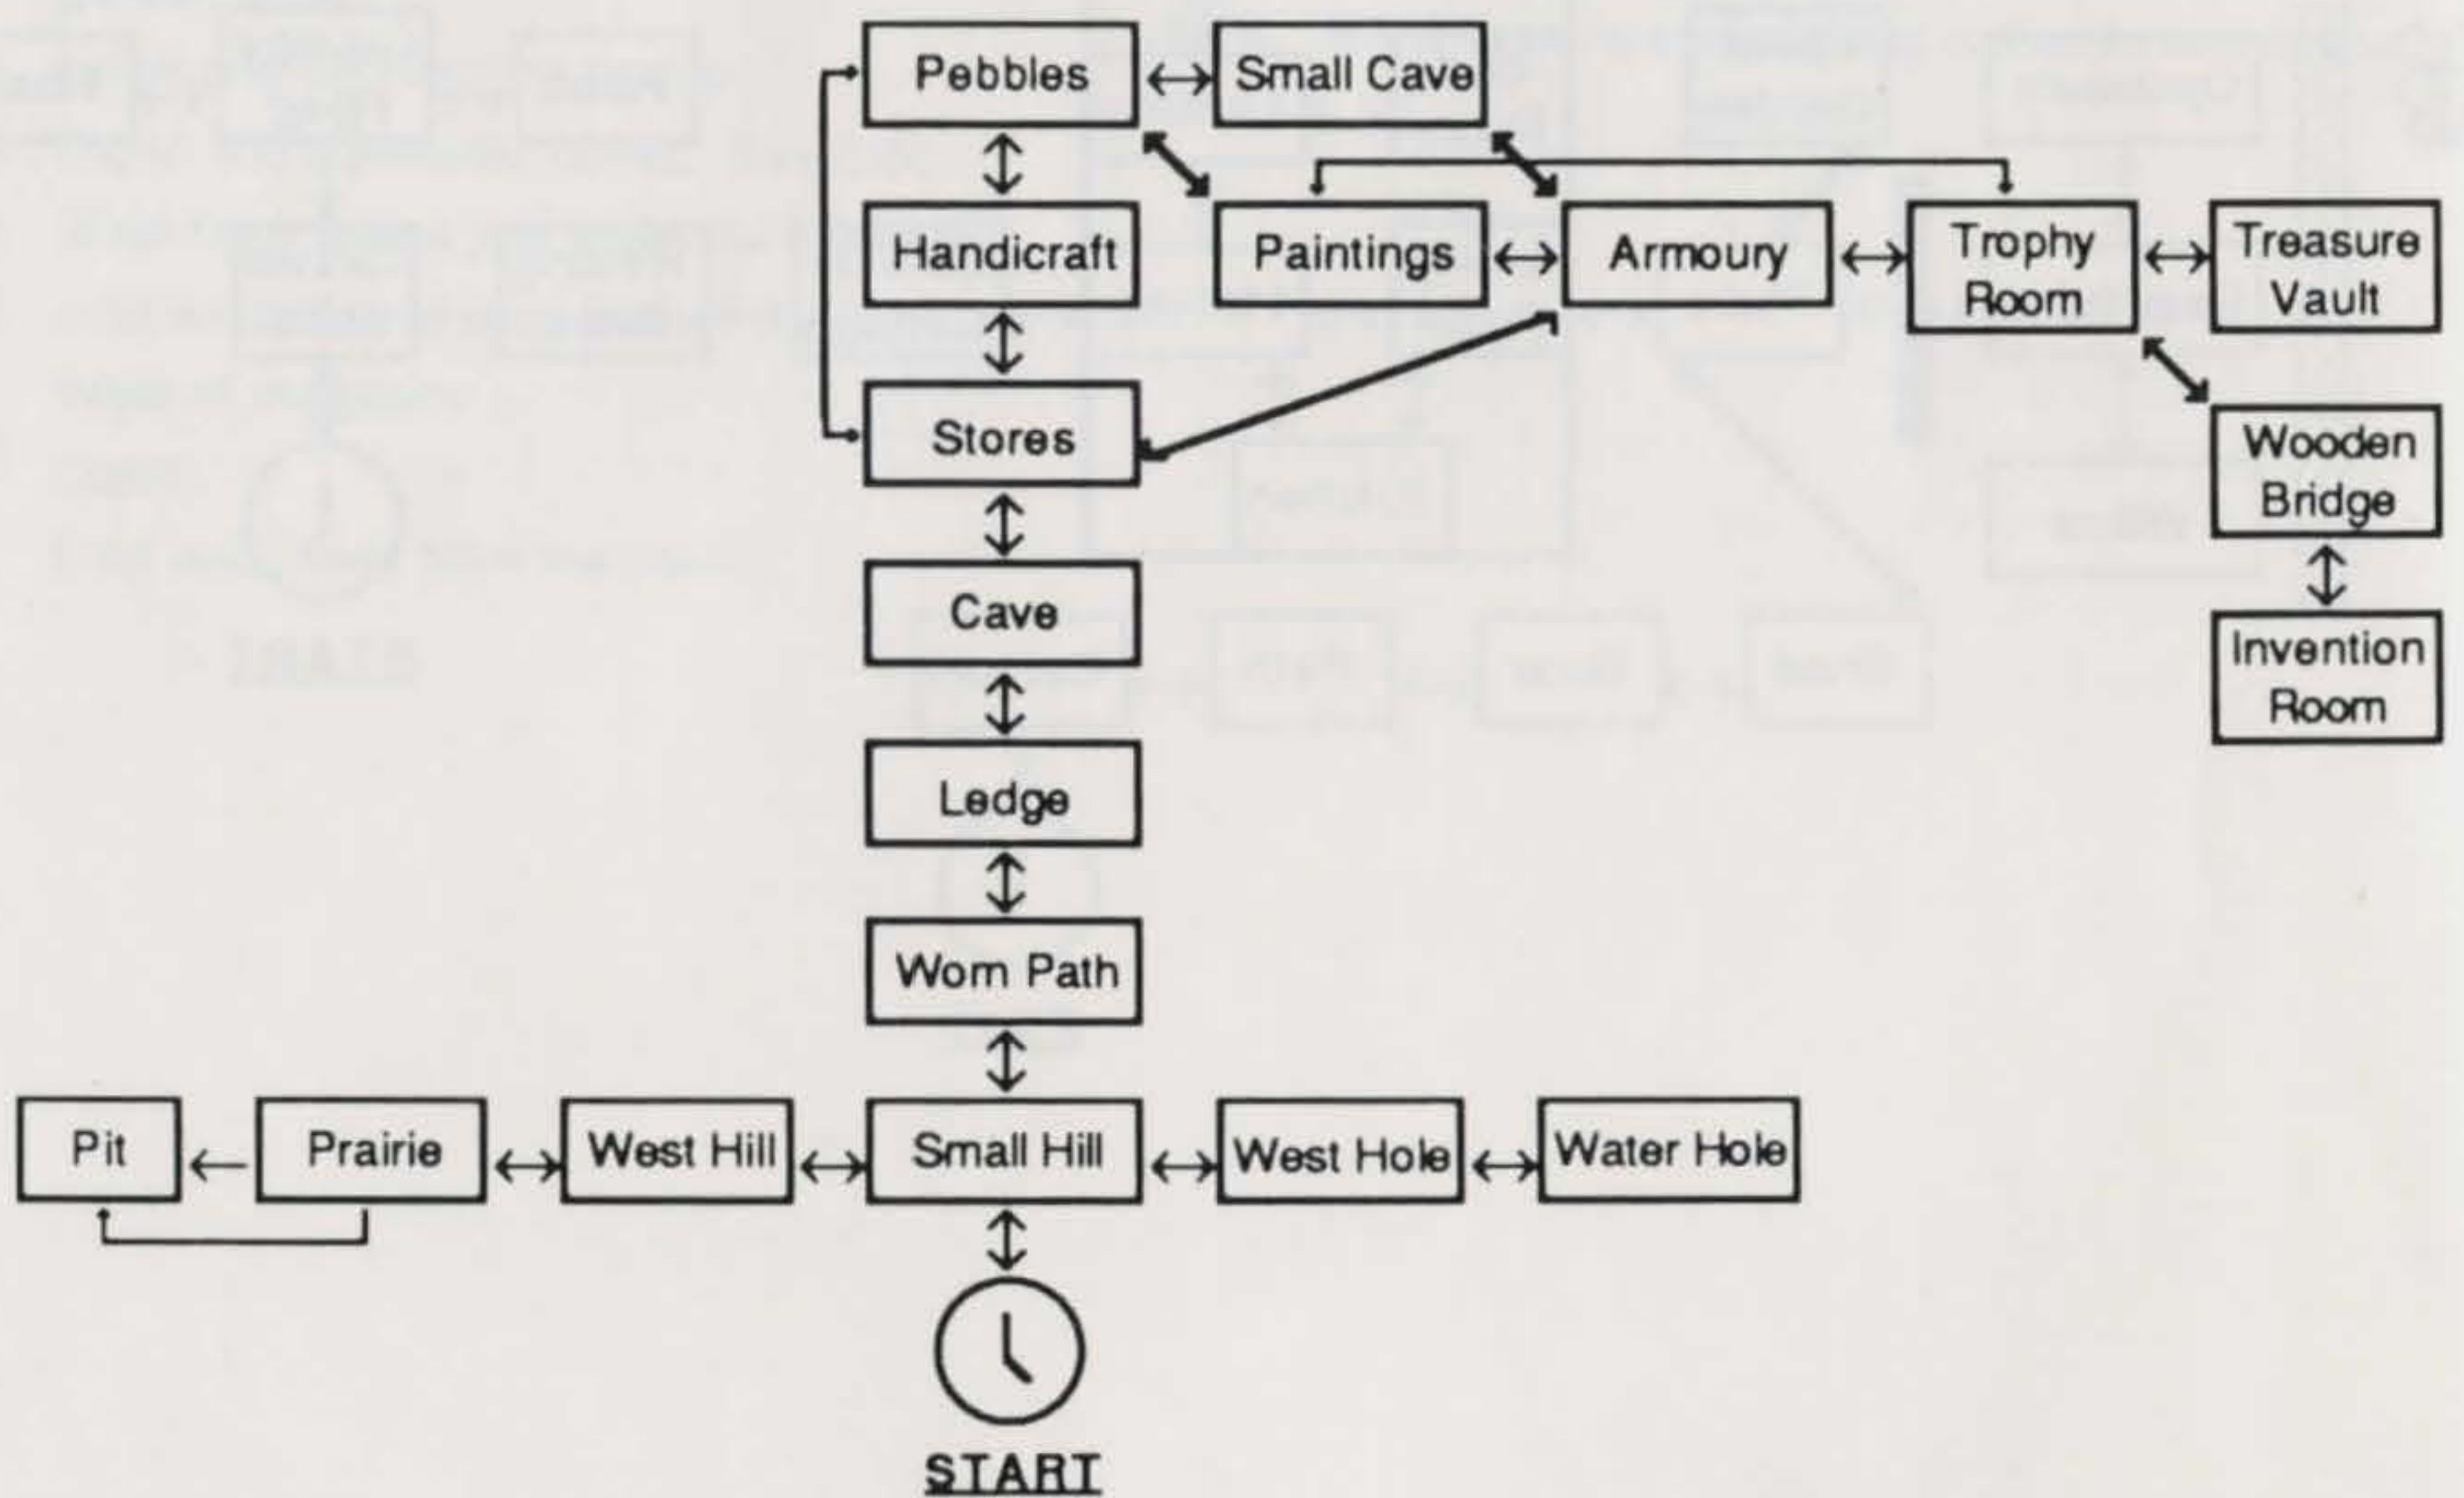 Pebbles
Small Cave
Handicraft
Paintings
Armoury
Trophy
Room
Treasure
Vault
Stores
Wooden
Bridge
Cave
Invention
Room
Ledge
Worn Path
Pit
Prairie
West Hill
Small Hill
West Hole
Water Hole
START